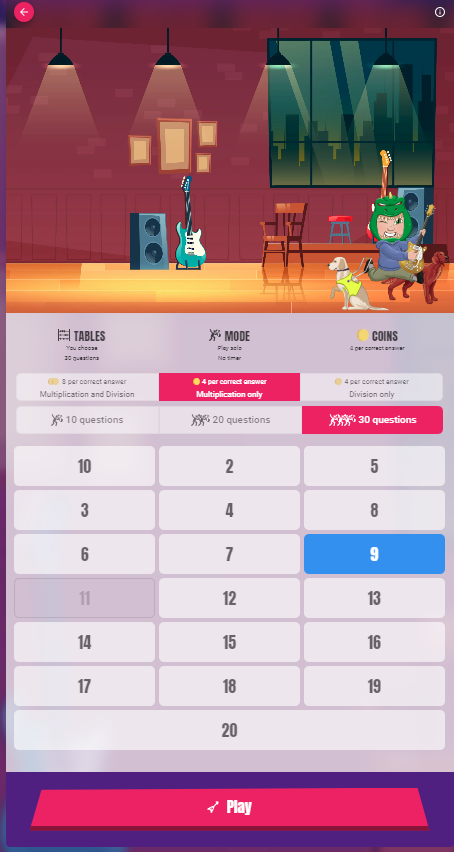 TABLES
You choose
30 questions
MODE
Play solo
No timer
COINS
4 per correct answer
8 per correct answer
Multiplication and Division
4 per correct answer
Multiplication only
4 per correct answer
Division only
10 questions
20 questions
30 questions
10
2
5
3
4
8
6
7
9
11
12
13
14
15
16
17
18
19
20
Play